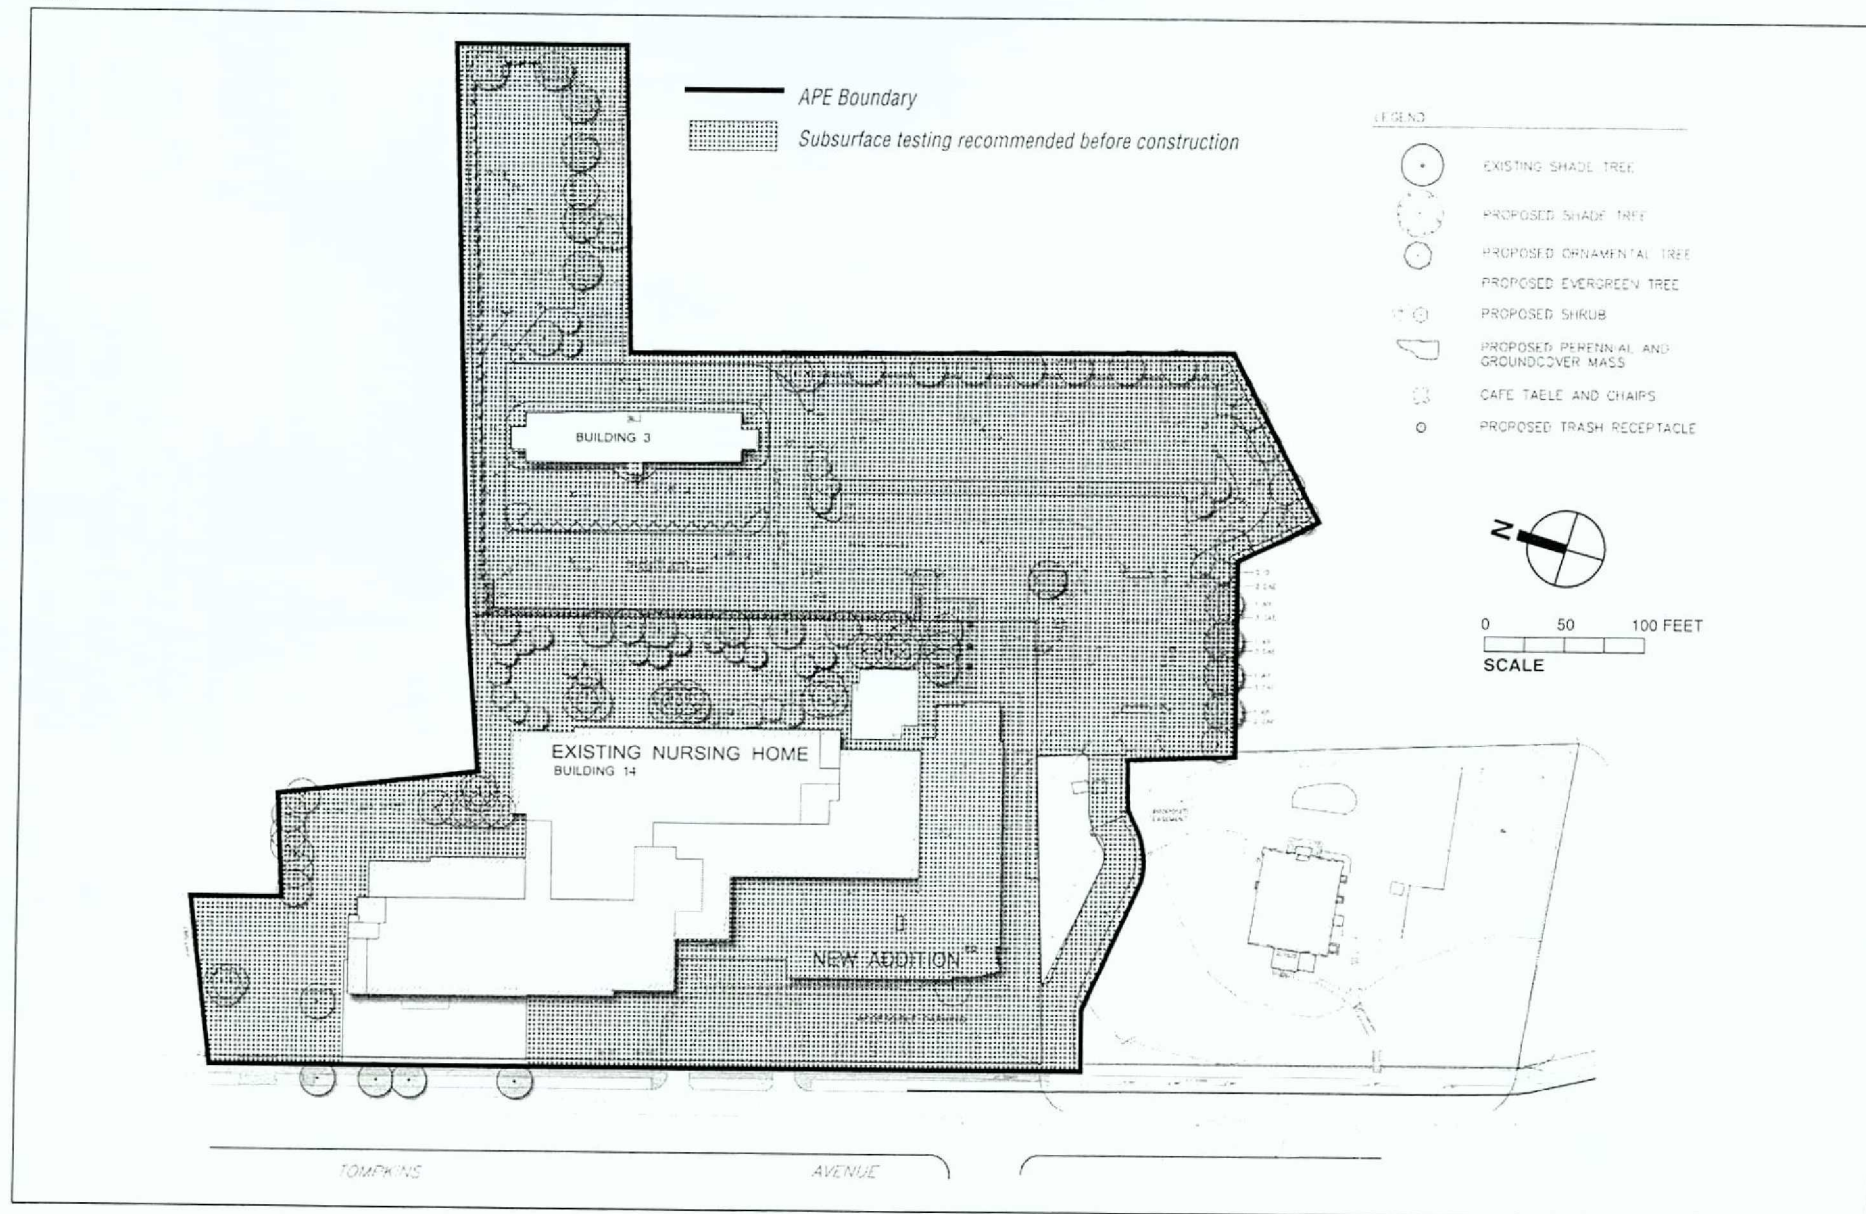 APE Boundary
Subsurface testing recommended before construction
LEGEND
EXISTING SHADE TREE
PROPOSED SHADE TREE
PROPOSED ORNAMENTAL TREE
PROPOSED EVERGREEN TREE
PROPOSED SHRUB
PROPOSED PERENNIAL AND
GROUNDCOVER MASS
CAFE TABLE AND CHAIRS
PROPOSED TRASH RECEPTACLE
BUILDING 3
N
0 50 100 FEET
SCALE
EXISTING NURSING HOME
BUILDING 14
NEW ADDITION
TOMPKINS AVENUE